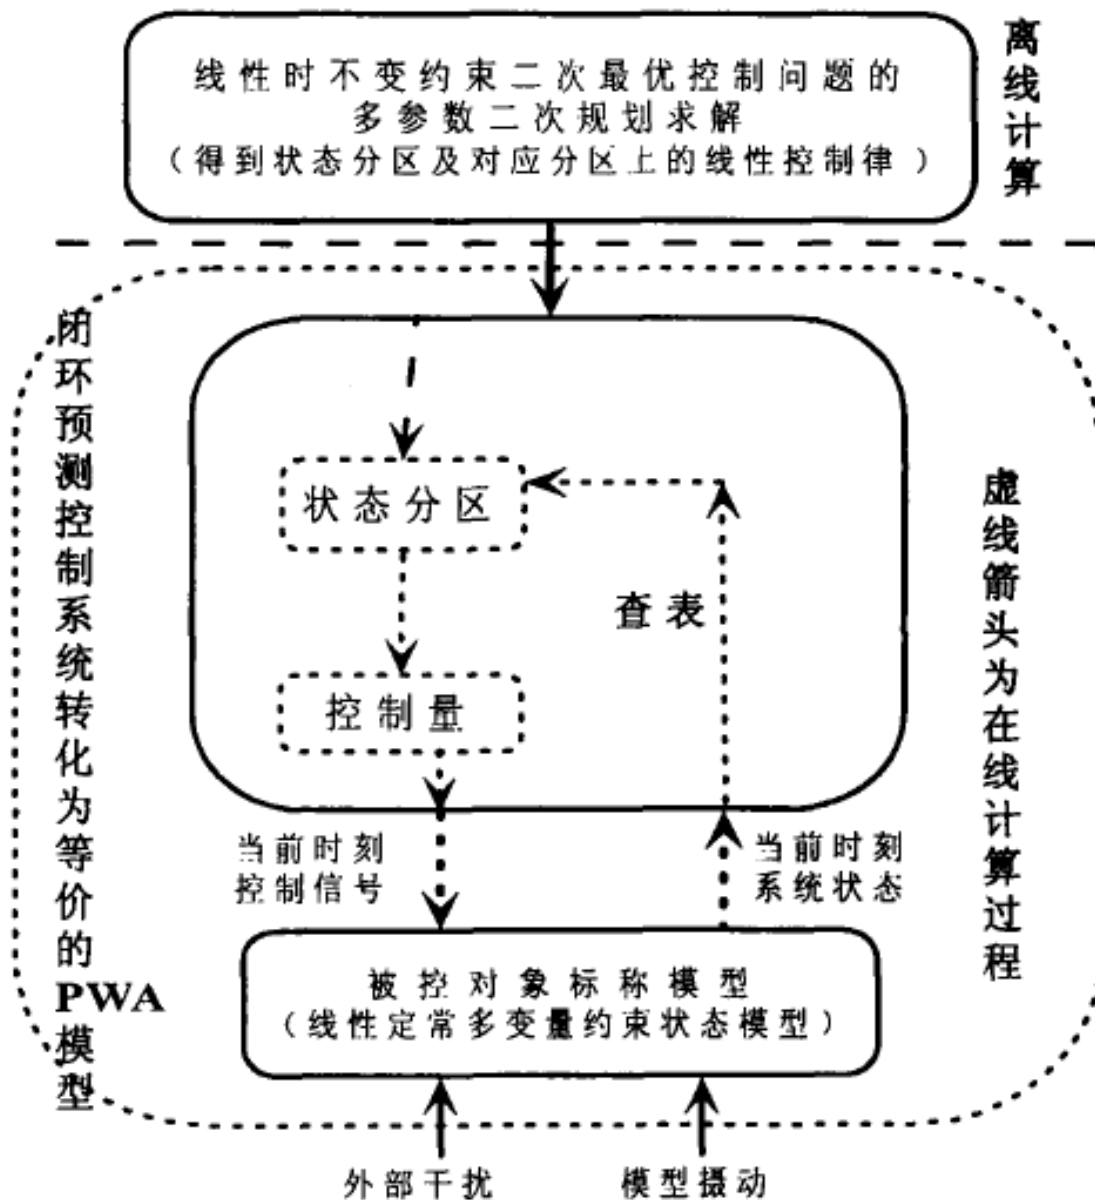 线性时不变约束二次最优控制问题的
多参数二次规划求解
（得到状态分区及对应分区上的线性控制律）
离线计算
闭环预测控制系统转化为等价的PWA模型
状态分区
查表
控制量
虚线箭头为在线计算过程
当前时刻
控制信号
当前时刻
系统状态
被控对象标称模型
（线性定常多变量约束状态模型）
外部干扰
模型摄动